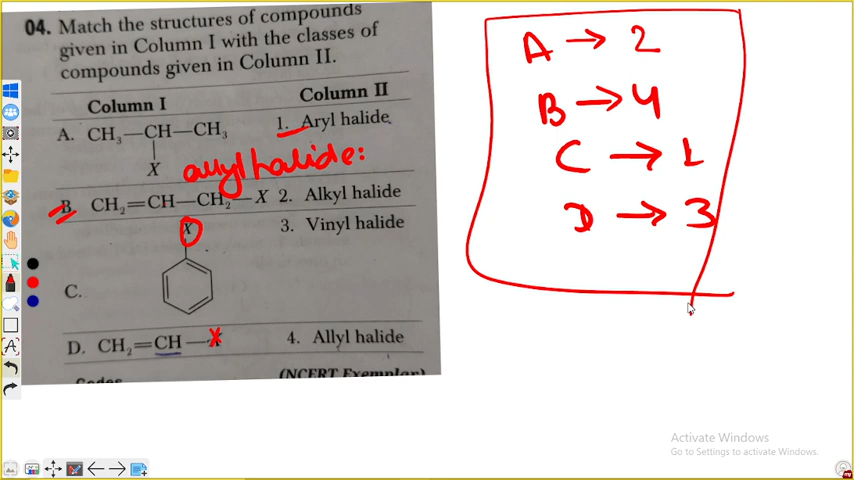 04. Match the structures of compounds
given in Column I with the classes of
compounds given in Column II.
Column I Column II
A. CH₃—CH—CH₃ 1. Aryl halide
X
allyl halide:
B CH₂=CH—CH₂—X 2. Alkyl halide
X 3. Vinyl halide
C.
D. CH₂=CH—X 4. Allyl halide
Codes (NCERT Exemplar)
A → 2
B → 4
C → 1
D → 3
Activate Windows
Go to Settings to activate Windows.